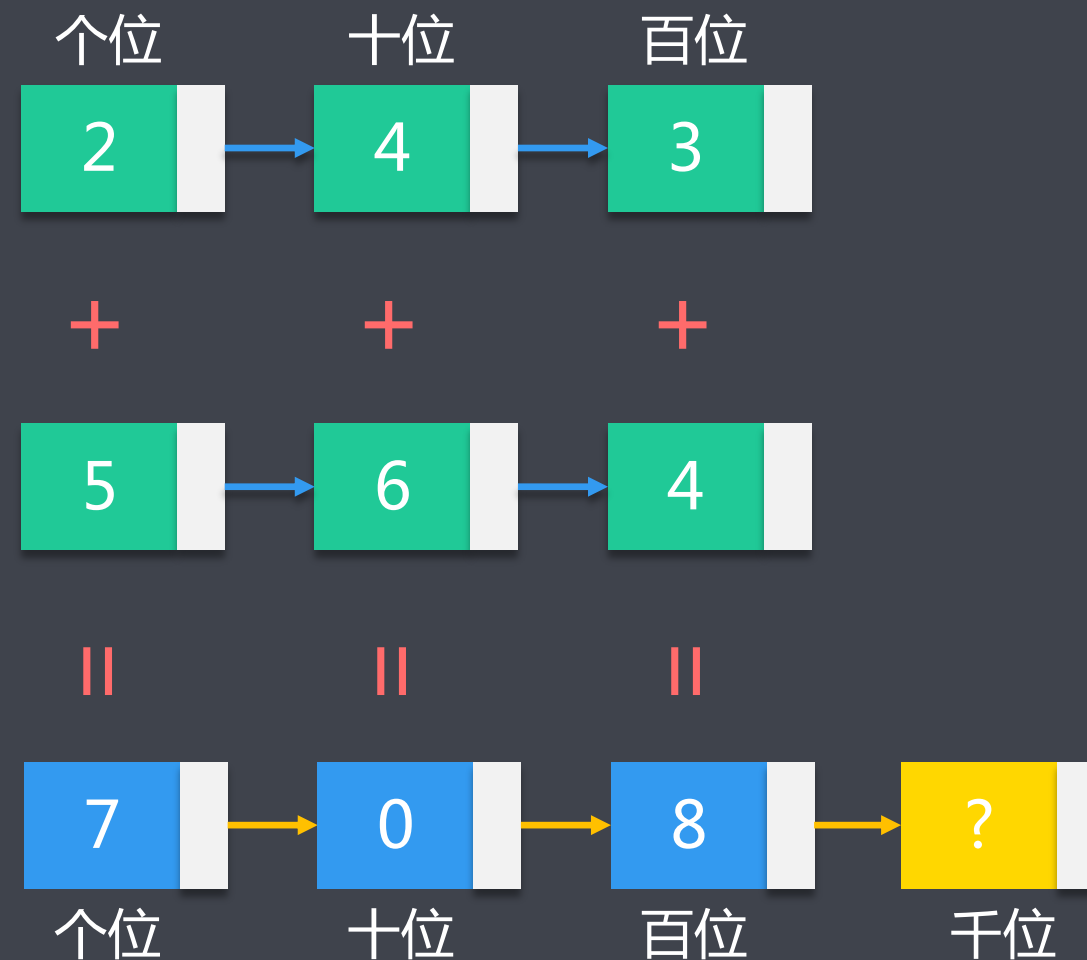 个位 十位 百位
2 4 3
+ + +
5 6 4
= = =
7 0 8 ?
个位 十位 百位 千位